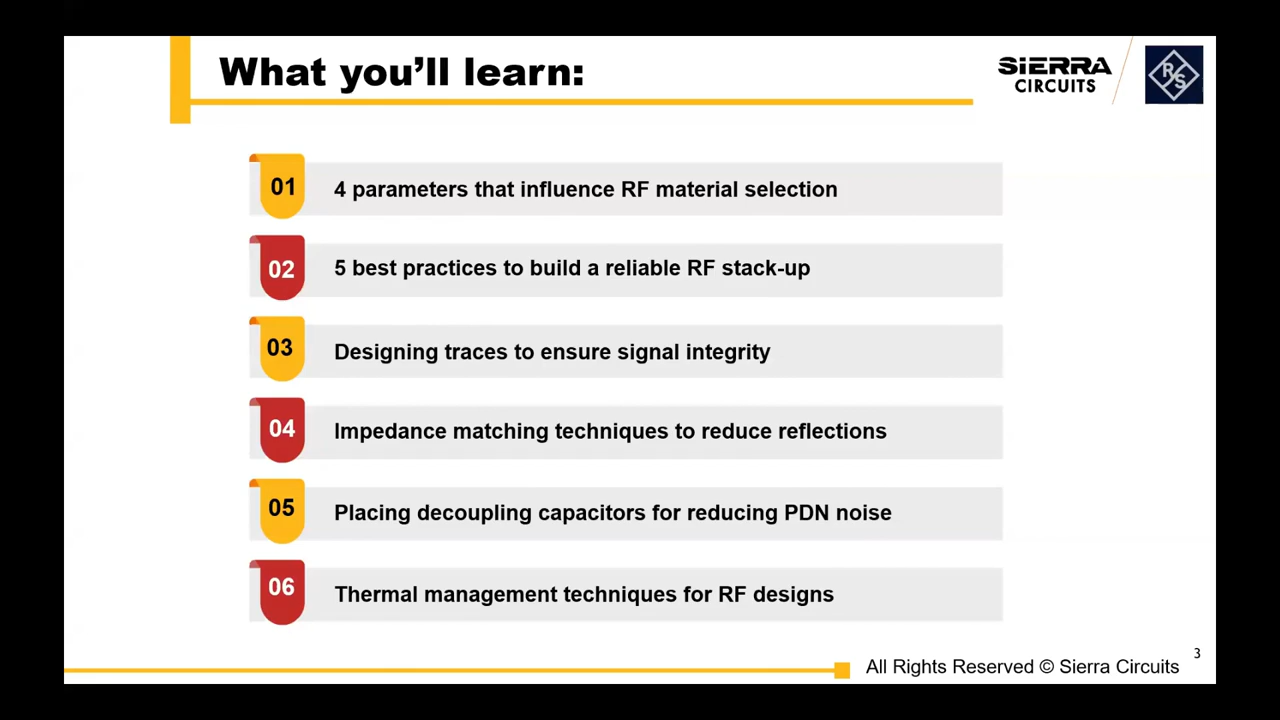 What you'll learn:
SIERRA
CIRCUITS
R/S
01
4 parameters that influence RF material selection
02
5 best practices to build a reliable RF stack-up
03
Designing traces to ensure signal integrity
04
Impedance matching techniques to reduce reflections
05
Placing decoupling capacitors for reducing PDN noise
06
Thermal management techniques for RF designs
3
All Rights Reserved © Sierra Circuits